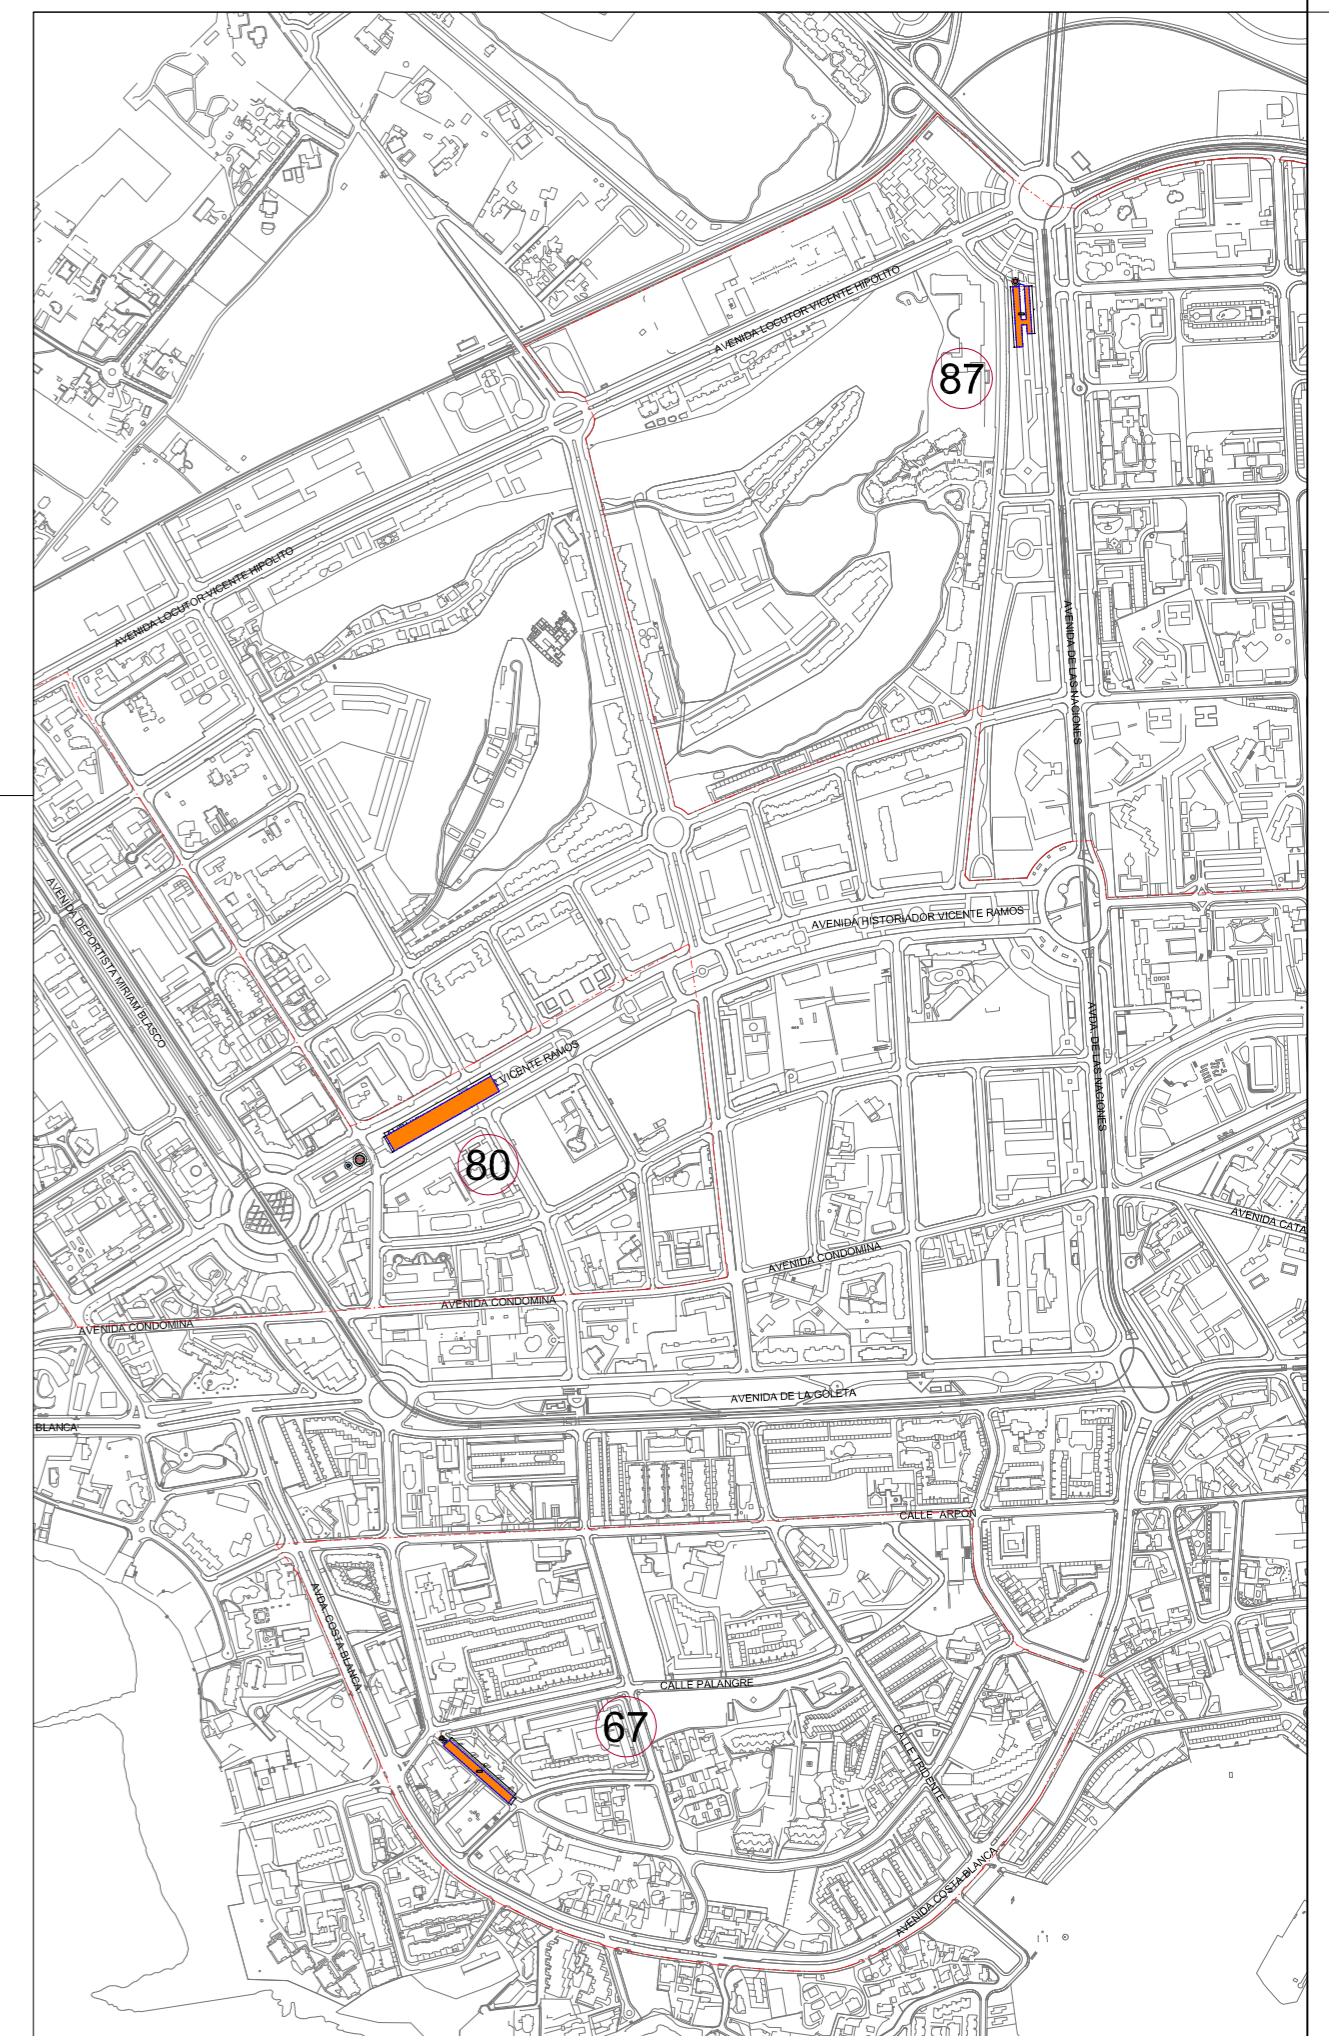 AVENIDA LOCUTOR VICENTE HIPOLITO
87
AVENIDA LOCUTOR VICENTE HIPOLITO
AVENIDA DE LAS NACIONES
AVENIDA DEPORTISTA MIRIAM BLASCO
AVENIDA HISTORIADOR VICENTE RAMOS
AVDA. DE LAS NACIONES
VICENTE RAMOS
80
AVENIDA CATA
AVENIDA CONDOMINA
AVENIDA CONDOMINA
AVENIDA CONDOMINA
AVENIDA DE LA GOLETA
BLANCA
CALLE ARPON
AVDA. COSTA BLANCA
CALLE PALANGRE
67
CALLE TRIDENTE
AVENIDA COSTA BLANCA